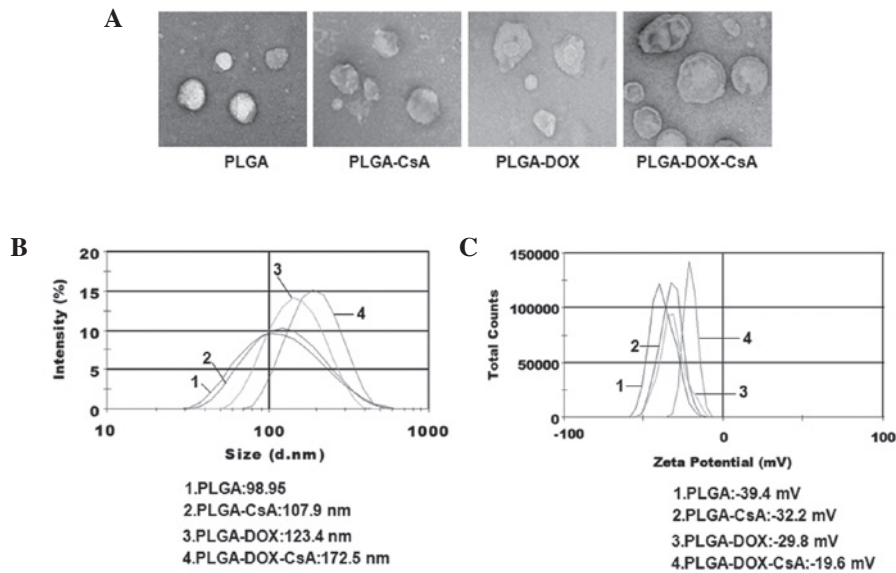 A
PLGA
PLGA-CsA
PLGA-DOX
PLGA-DOX-CsA
B
20
15
10
5
0
Intensity (%)
1
2
3
4
10
100
1000
Size (d.nm)
1.PLGA:98.95
2.PLGA-CsA:107.9 nm
3.PLGA-DOX:123.4 nm
4.PLGA-DOX-CsA:172.5 nm
C
150000
100000
50000
0
Total Counts
1
2
3
4
-100
0
100
Zeta Potential (mV)
1.PLGA:-39.4 mV
2.PLGA-CsA:-32.2 mV
3.PLGA-DOX:-29.8 mV
4.PLGA-DOX-CsA:-19.6 mV